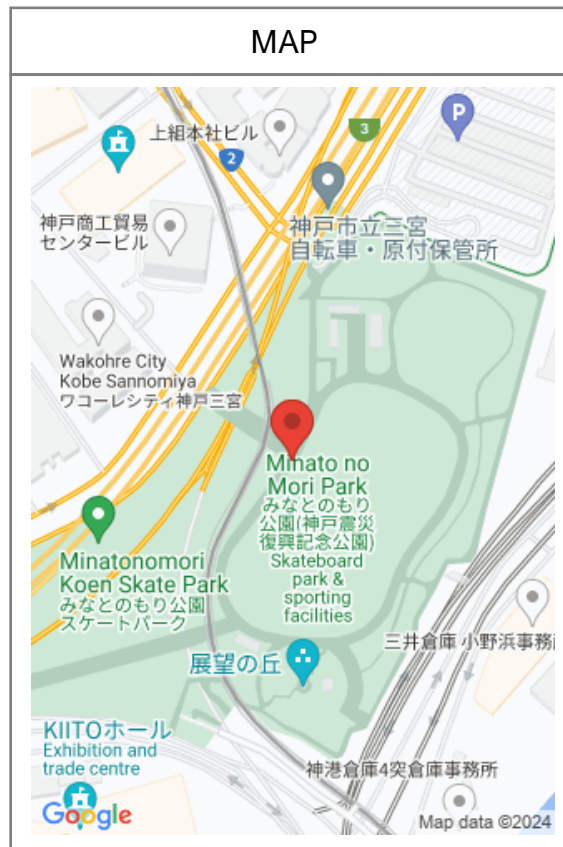 MAP
上組本社ビル
3
P
2
神戸商工貿易
センタービル
神戸市立三宮
自転車・原付保管所
Wakohre City
Kobe Sannomiya
ワコーレシティ神戸三宮
Minato no
Mori Park
みなとのもり
公園(神戸震災
復興記念公園)
Skateboard
park &
sporting
facilities
Minatonomori
Koen Skate Park
みなとのもり公園
スケートパーク
三井倉庫 小野浜事務所
展望の丘
KIITOホール
Exhibition and
trade centre
神港倉庫4突倉庫事務所
Google
Map data ©2024